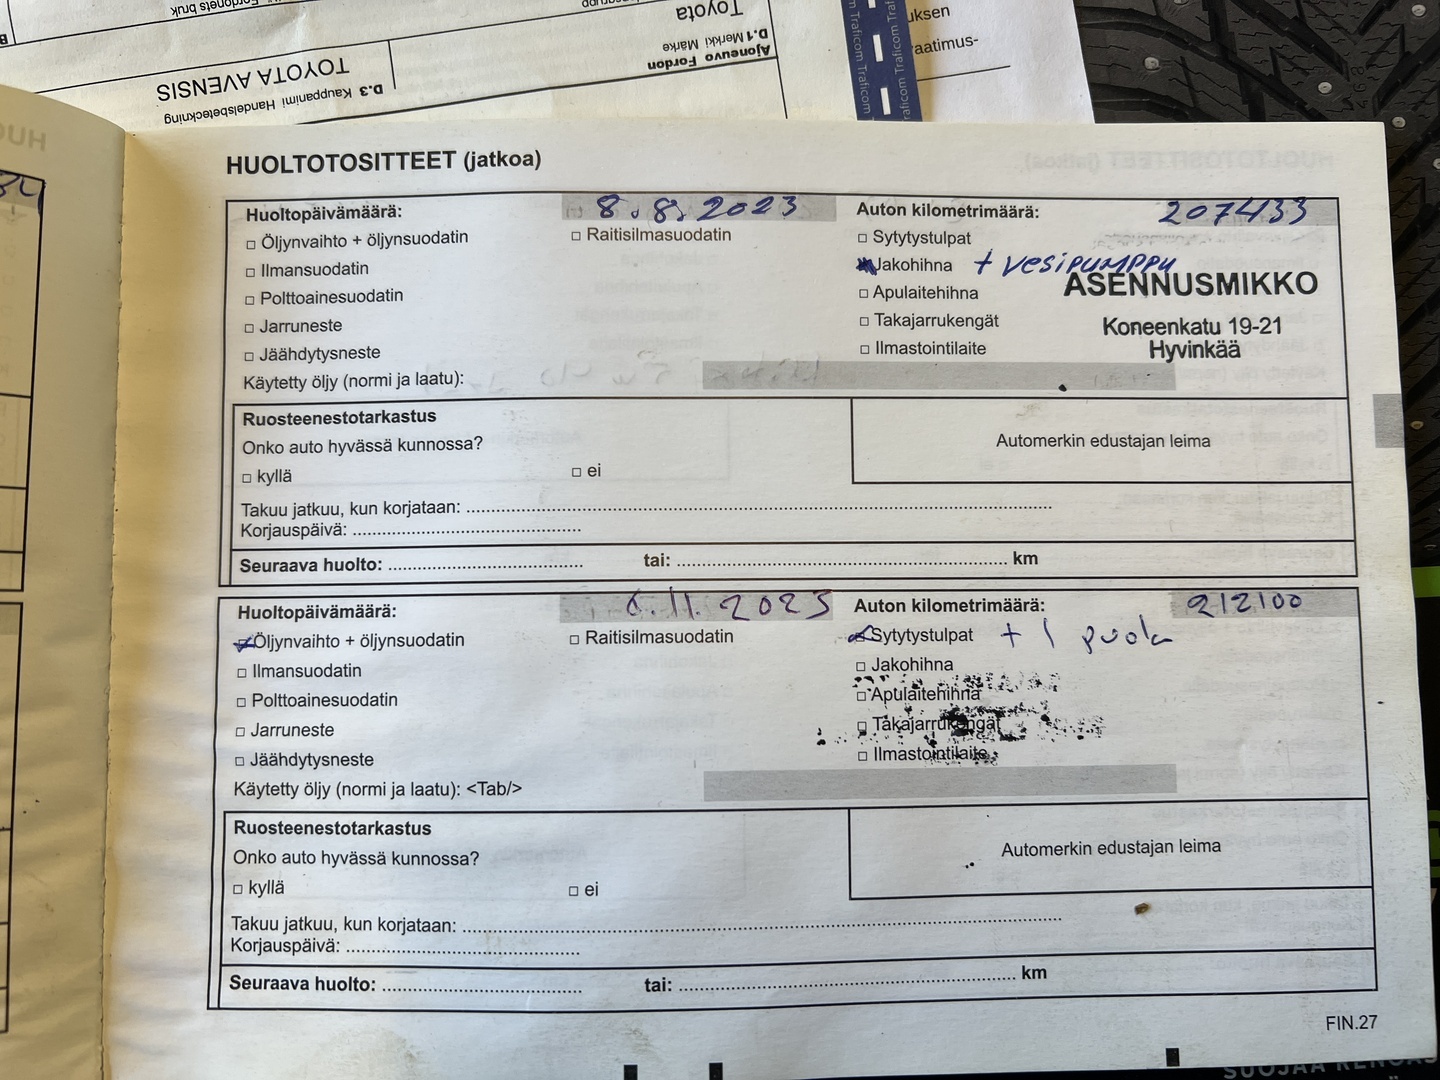 D.3 Kauppanimi Handelsbeteckning
TOYOTA AVENSIS
Ajoneuvo Fordon
D.1 Merkki Märke
Toyota
Traficom Traficom
uksen
aatimus-
HUOLTOTOSITTEET (jatkoa)
Huoltopäivämäärä: 8.8.2023 Auton kilometrimäärä: 207433
Öljynvaihto + öljynsuodatin Raitisilmasuodatin Sytytystulpat
Ilmansuodatin Jakohihna + vesipumppu
Polttoainesuodatin Apulaitehihna
ASENNUSMIKKO
Jarruneste Takajarrukengät
Koneenkatu 19-21
Jäähdytysneste Ilmastointilaite
Hyvinkää
Käytetty öljy (normi ja laatu):
Ruosteenestotarkastus
Onko auto hyvässä kunnossa? Automerkin edustajan leima
kyllä ei
Takuu jatkuu, kun korjataan:
Korjauspäivä:
Seuraava huolto: tai: km
Huoltopäivämäärä: 6.11.2023 Auton kilometrimäärä: 212100
Öljynvaihto + öljynsuodatin Raitisilmasuodatin Sytytystulpat + 1 puola
Ilmansuodatin Jakohihna
Polttoainesuodatin Apulaitehihna
Jarruneste Takajarrukengät
Jäähdytysneste Ilmastointilaite
Käytetty öljy (normi ja laatu): <Tab/>
Ruosteenestotarkastus
Onko auto hyvässä kunnossa? Automerkin edustajan leima
kyllä ei
Takuu jatkuu, kun korjataan:
Korjauspäivä:
Seuraava huolto: tai: km
FIN.27